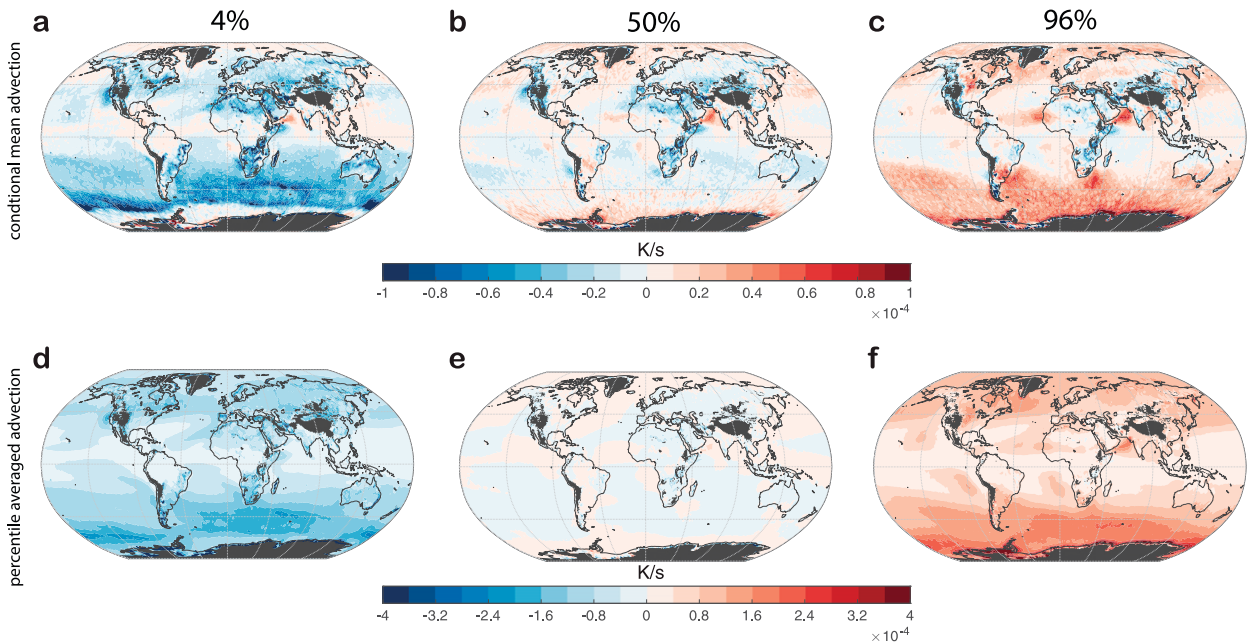 a 4% b 50% c 96%
condtional mean advection
K/s
-1 -0.8 -0.6 -0.4 -0.2 0 0.2 0.4 0.6 0.8 1
×10⁻⁴
d e f
percentile averaged advection
K/s
-4 -3.2 -2.4 -1.6 -0.8 0 0.8 1.6 2.4 3.2 4
×10⁻⁴